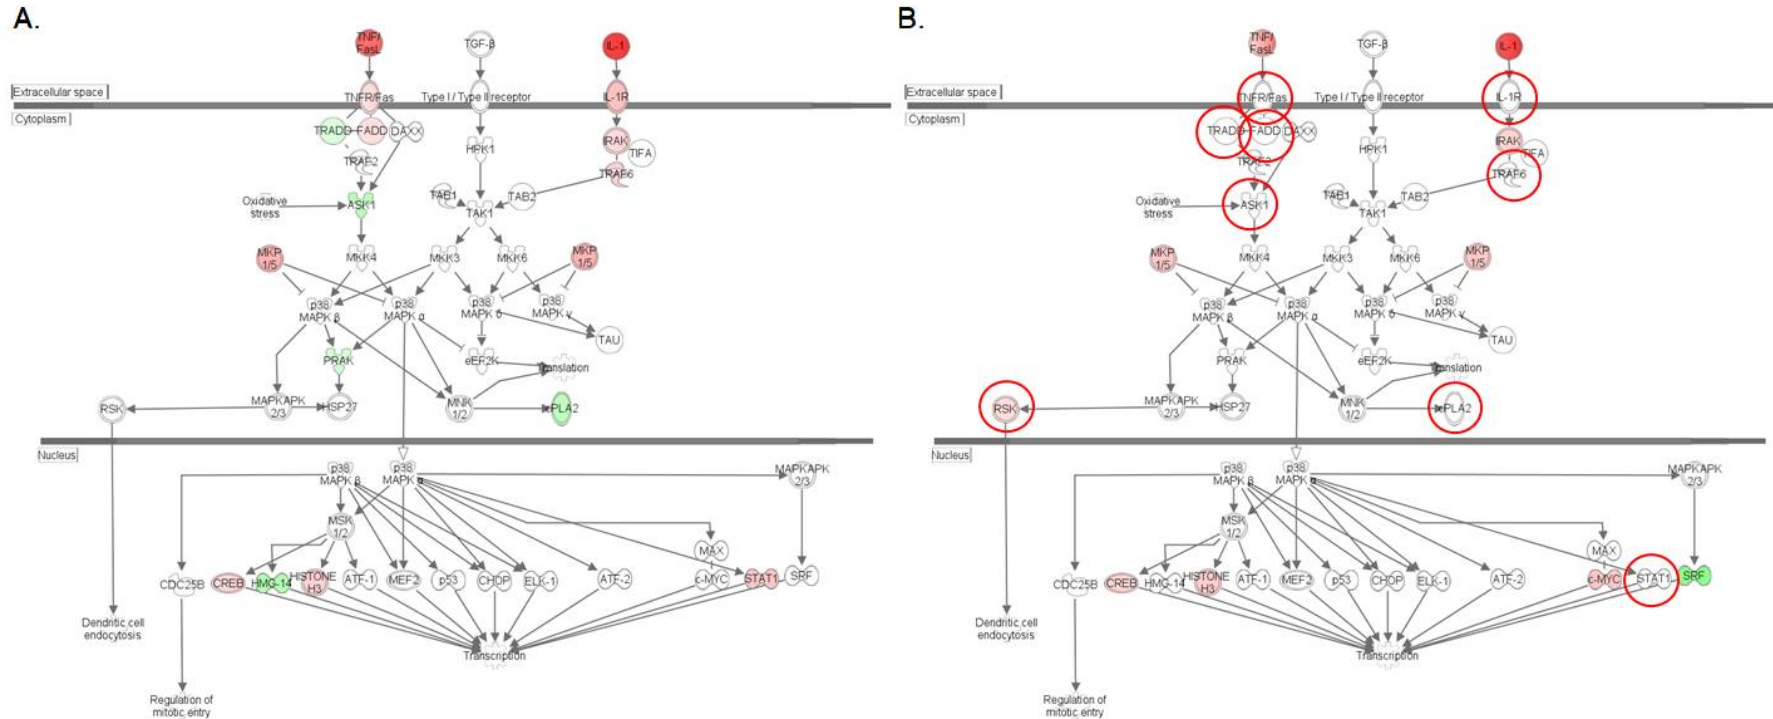 A.
TNF/
FasL
TGF-β
IL-1
Extracellular space
TNFR/Fas
Type I / Type II receptor
IL-1R
Cytoplasm
TRADD
FADD
DAXX
HPK1
IRAK
TIFA
TRAF2
TRAF6
Oxidative
stress
ASK1
TAB1
TAB2
TAK1
MKP
1/5
MKK4
MKK3
MKK6
MKP
1/5
p38
MAPK β
p38
MAPK α
p38
MAPK δ
p38
MAPK γ
TAU
PRAK
eEF2K
Translation
RSK
MAPKAPK
2/3
HSP27
MNK
1/2
cPLA2
Nucleus
p38
MAPK β
p38
MAPK α
MAPKAPK
2/3
MSK
1/2
MAX
CDC25B
CREB
HMG-14
HISTONE
H3
ATF-1
MEF2
p53
CHOP
ELK-1
ATF-2
c-MYC
STAT1
SRF
Dendritic cell
endocytosis
Transcription
Regulation of
mitotic entry
B.
TNF/
FasL
TGF-β
IL-1
Extracellular space
TNFR/Fas
Type I / Type II receptor
IL-1R
Cytoplasm
TRADD
FADD
DAXX
HPK1
IRAK
TIFA
TRAF2
TRAF6
Oxidative
stress
ASK1
TAB1
TAB2
TAK1
MKP
1/5
MKK4
MKK3
MKK6
MKP
1/5
p38
MAPK β
p38
MAPK α
p38
MAPK δ
p38
MAPK γ
TAU
PRAK
eEF2K
Translation
RSK
MAPKAPK
2/3
HSP27
MNK
1/2
cPLA2
Nucleus
p38
MAPK β
p38
MAPK α
MAPKAPK
2/3
MSK
1/2
MAX
CDC25B
CREB
HMG-14
HISTONE
H3
ATF-1
MEF2
p53
CHOP
ELK-1
ATF-2
c-MYC
STAT1
SRF
Dendritic cell
endocytosis
Transcription
Regulation of
mitotic entry